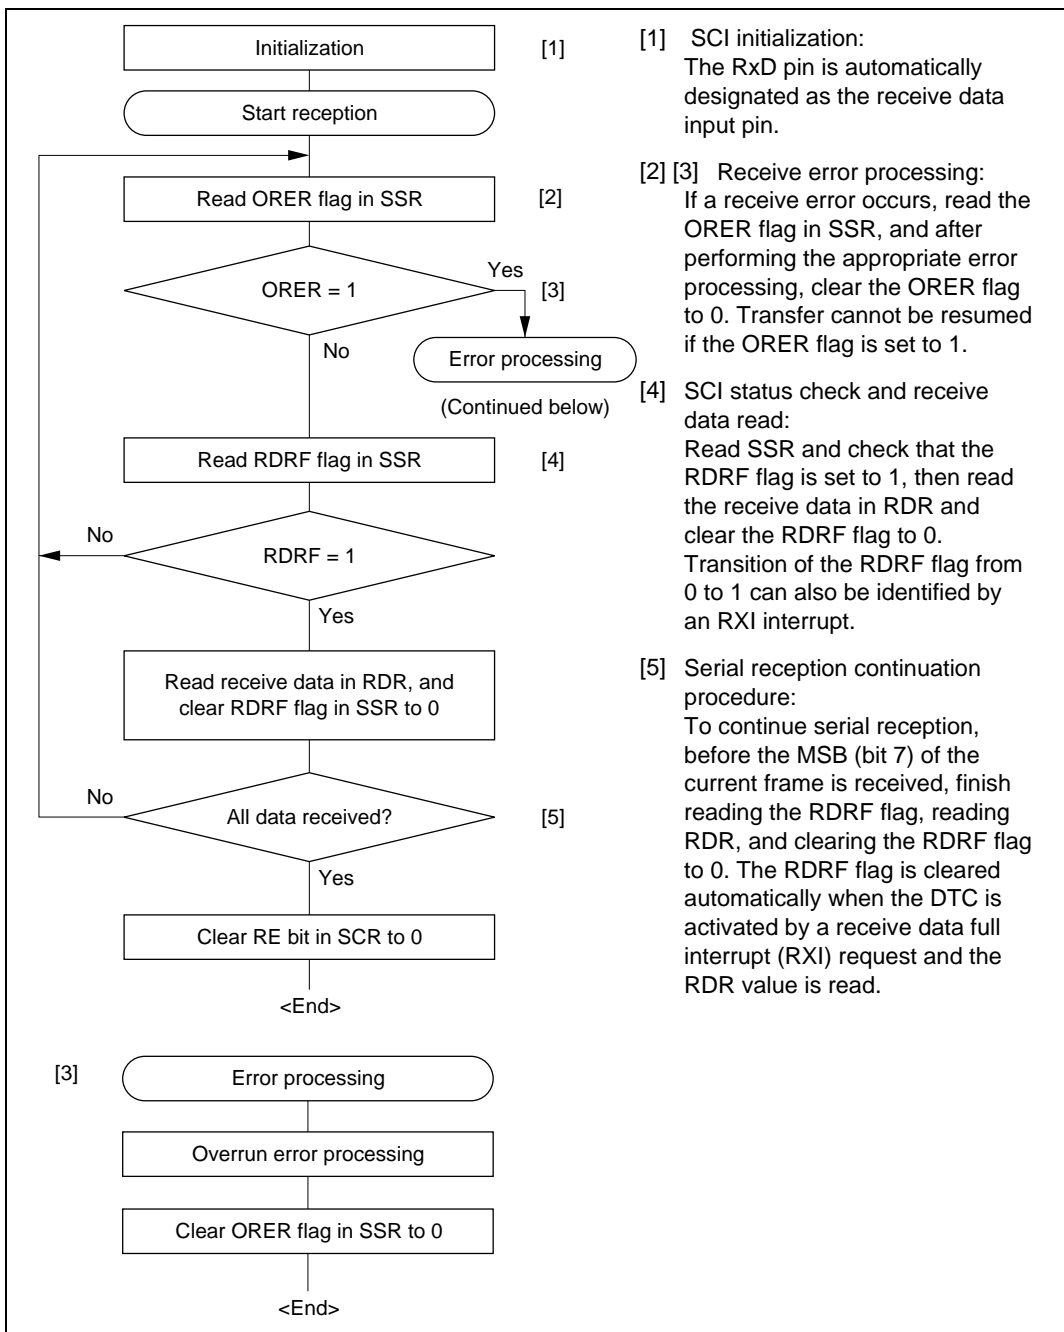 Initialization
[1]
Start reception
Read ORER flag in SSR
[2]
ORER = 1
Yes
[3]
No
Error processing
(Continued below)
Read RDRF flag in SSR
[4]
No
RDRF = 1
Yes
Read receive data in RDR, and
clear RDRF flag in SSR to 0
No
All data received?
[5]
Yes
Clear RE bit in SCR to 0
<End>
[3]
Error processing
Overrun error processing
Clear ORER flag in SSR to 0
<End>
[1] SCI initialization:
The RxD pin is automatically
designated as the receive data
input pin.
[2] [3] Receive error processing:
If a receive error occurs, read the
ORER flag in SSR, and after
performing the appropriate error
processing, clear the ORER flag
to 0. Transfer cannot be resumed
if the ORER flag is set to 1.
[4] SCI status check and receive
data read:
Read SSR and check that the
RDRF flag is set to 1, then read
the receive data in RDR and
clear the RDRF flag to 0.
Transition of the RDRF flag from
0 to 1 can also be identified by
an RXI interrupt.
[5] Serial reception continuation
procedure:
To continue serial reception,
before the MSB (bit 7) of the
current frame is received, finish
reading the RDRF flag, reading
RDR, and clearing the RDRF flag
to 0. The RDRF flag is cleared
automatically when the DTC is
activated by a receive data full
interrupt (RXI) request and the
RDR value is read.